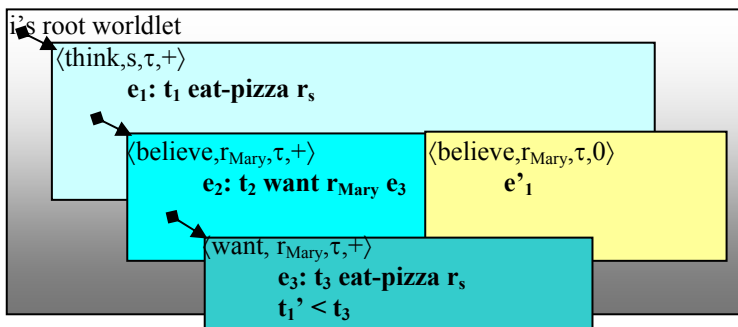 i's root worldlet
⟨think,s,τ,+⟩
e₁: t₁ eat-pizza rₛ
⟨believe,r_Mary,τ,+⟩ ⟨believe,r_Mary,τ,0⟩
e₂: t₂ want r_Mary e₃ e'₁
⟨want, r_Mary,τ,+⟩
e₃: t₃ eat-pizza rₛ
t₁' < t₃